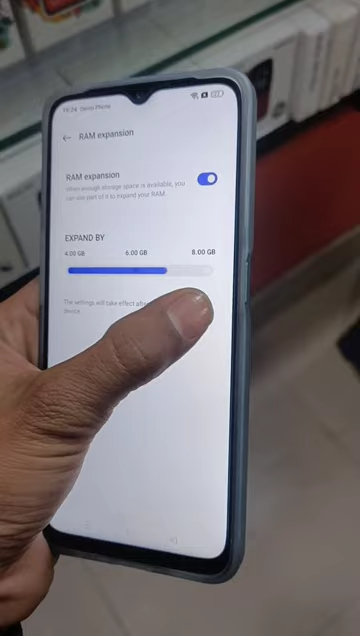 RAM expansion
RAM expansion
When enough storage space is available, you
can use part of it to expand your RAM.
EXPAND BY
4.00 GB 6.00 GB 8.00 GB
The settings will take effect after
device.